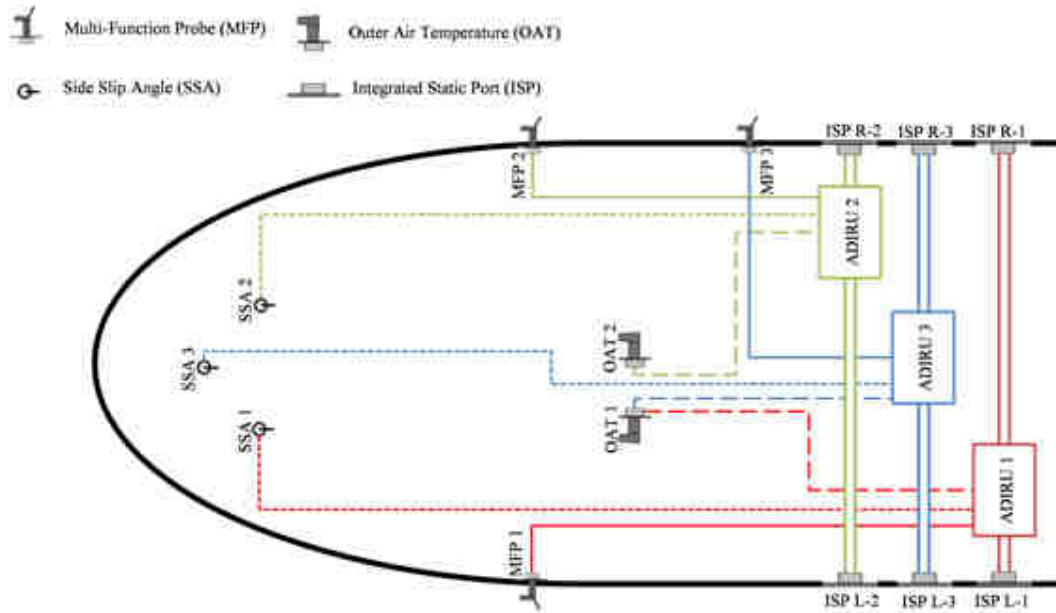 Multi-Function Probe (MFP)
Outer Air Temperature (OAT)
Side Slip Angle (SSA)
Integrated Static Port (ISP)
ISP R-2
ISP R-3
ISP R-1
MFP 2
MFP 3
ADIRU 2
SSA 2
OAT 2
ADIRU 3
SSA 3
SSA 1
OAT 1
ADIRU 1
MFP 1
ISP L-2
ISP L-3
ISP L-1